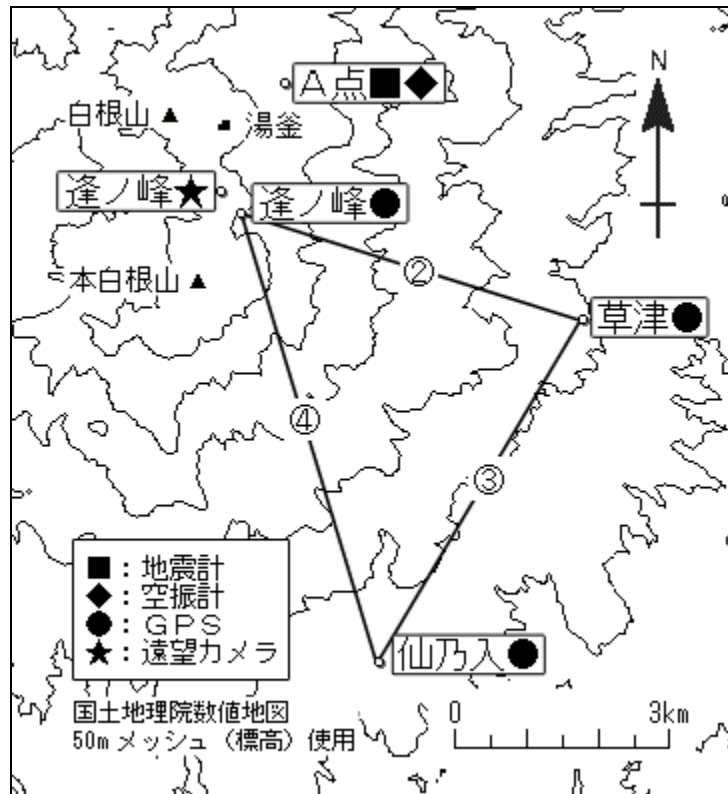 N
A点■◆
白根山▲
湯釜
逢ノ峰★
逢ノ峰●
②
本白根山▲
草津●
④
③
■：地震計
◆：空振計
●：GPS
★：遠望カメラ
仙乃入●
国土地理院数値地図
50mメッシュ（標高）使用
0 3km